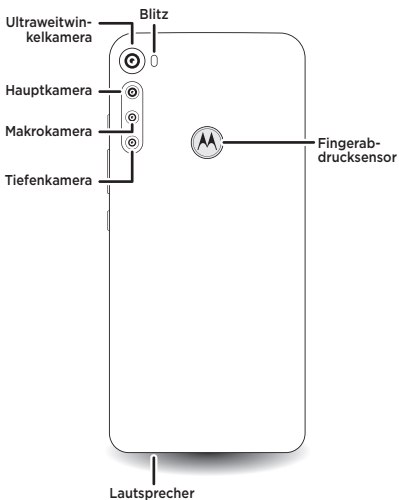 Blitz
Ultraweitwin-
kelkamera
Hauptkamera
Makrokamera
Tiefenkamera
Fingerab-
drucksensor
Lautsprecher